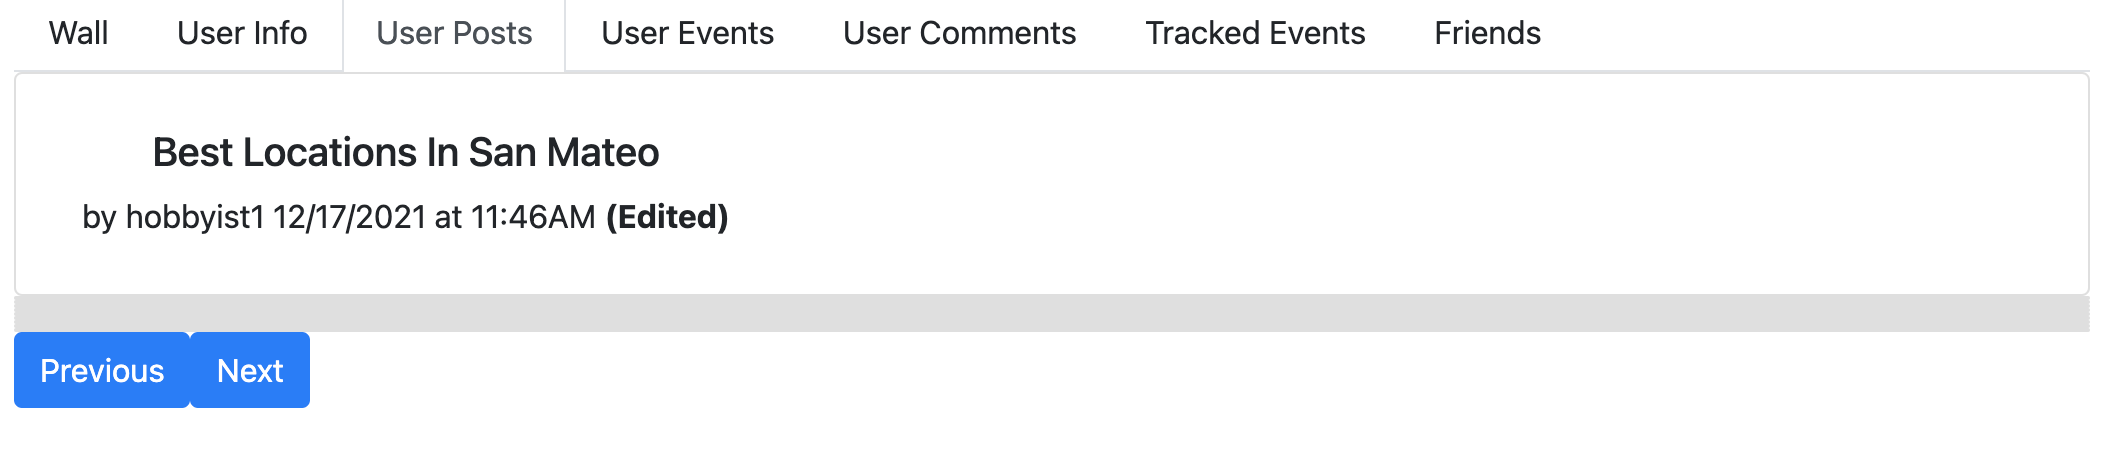 Wall User Info User Posts User Events User Comments Tracked Events Friends
Best Locations In San Mateo
by hobbyist1 12/17/2021 at 11:46AM (Edited)
Previous Next